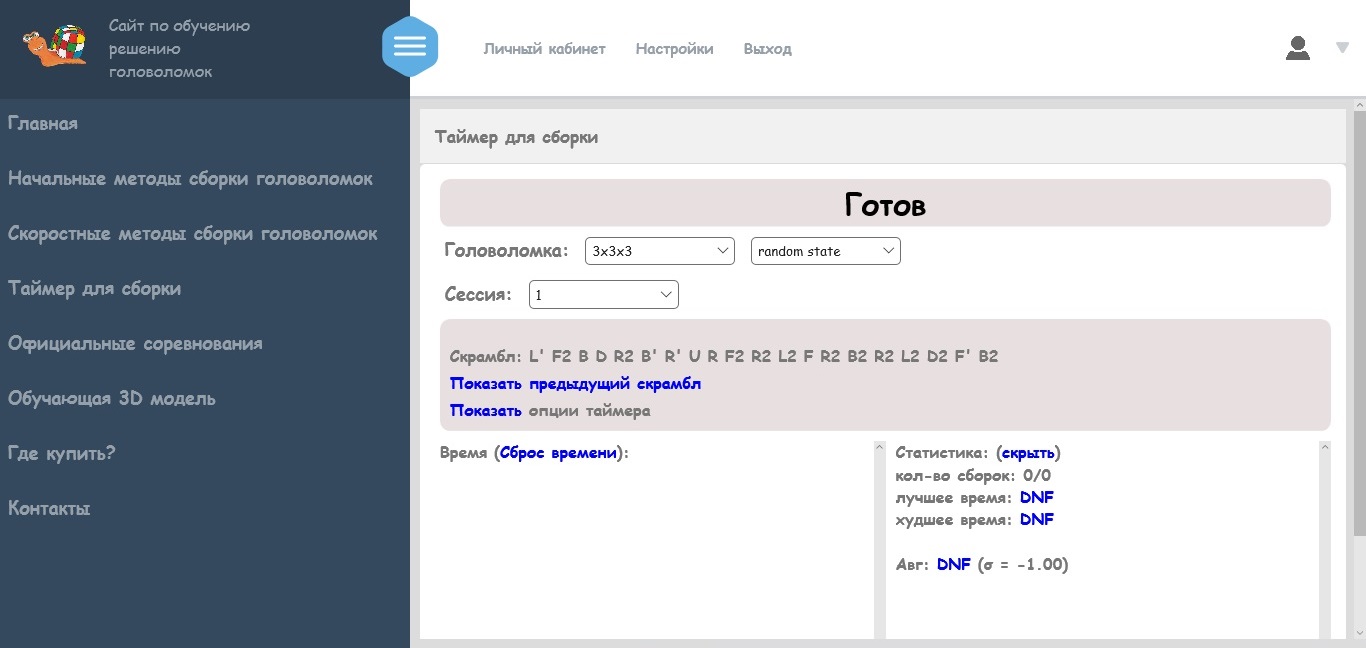 Сайт по обучению
решению
головоломок
Личный кабинет Настройки Выход
Главная
Начальные методы сборки головоломок
Скоростные методы сборки головоломок
Таймер для сборки
Официальные соревнования
Обучающая 3D модель
Где купить?
Контакты
Таймер для сборки
Готов
Головоломка: 3x3x3 random state
Сессия: 1
Скрамбл: L' F2 B D R2 B' R' U R F2 R2 L2 F R2 B2 R2 L2 D2 F' B2
Показать предыдущий скрамбл
Показать опции таймера
Время (Сброс времени):
Статистика: (скрыть)
кол-во сборок: 0/0
лучшее время: DNF
худшее время: DNF
Авг: DNF (σ = -1.00)